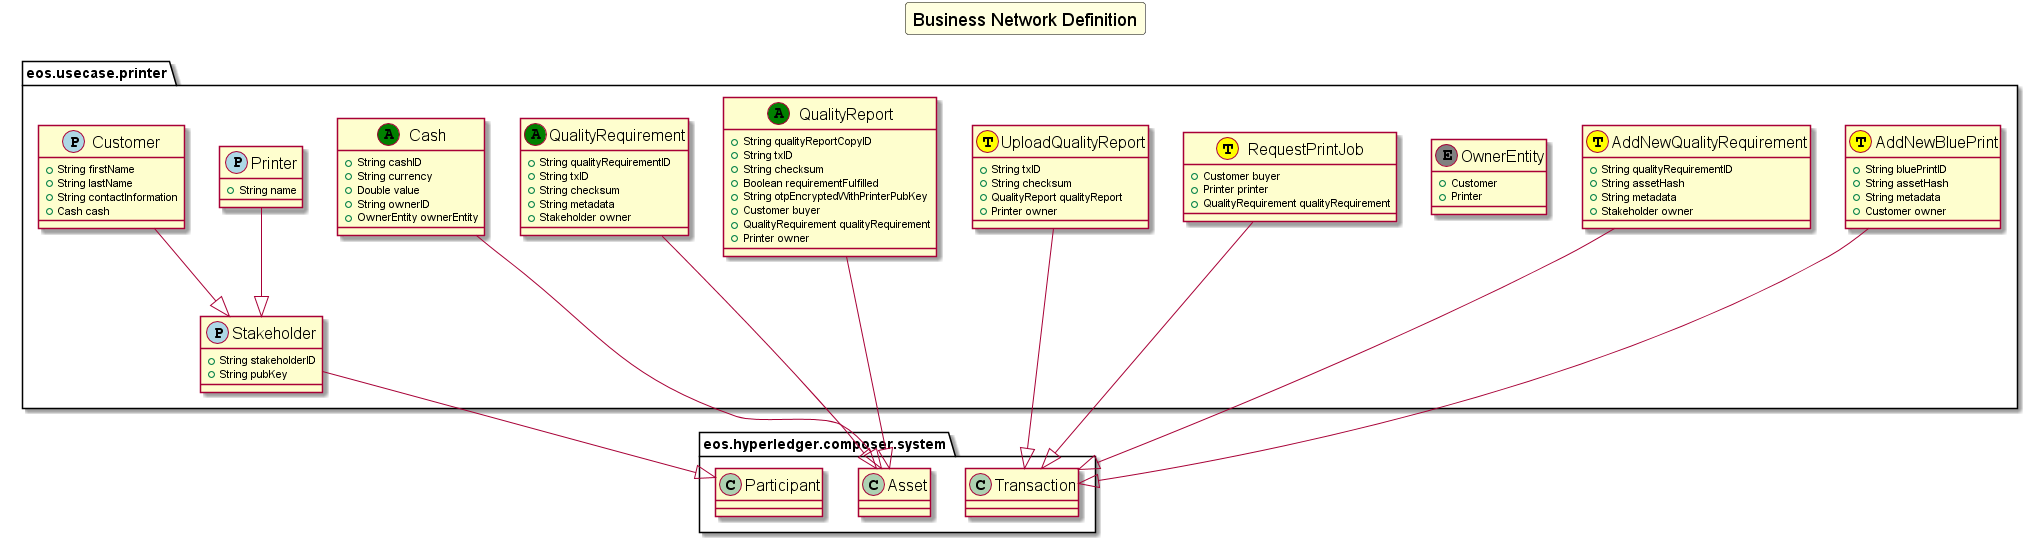 Business Network Definition
eos.usecase.printer
P Customer
String firstName
String lastName
String contactInformation
Cash cash
P Printer
String name
A Cash
String cashID
String currency
Double value
String ownerID
OwnerEntity ownerEntity
A QualityRequirement
String qualityRequirementID
String txID
String checksum
String metadata
Stakeholder owner
A QualityReport
String qualityReportCopyID
String txID
String checksum
Boolean requirementFulfilled
String otpEncryptedWithPrinterPubKey
Customer buyer
QualityRequirement qualityRequirement
Printer owner
T UploadQualityReport
String txID
String checksum
QualityReport qualityReport
Printer owner
T RequestPrintJob
Customer buyer
Printer printer
QualityRequirement qualityRequirement
E OwnerEntity
Customer
Printer
T AddNewQualityRequirement
String qualityRequirementID
String assetHash
String metadata
Stakeholder owner
T AddNewBluePrint
String bluePrintID
String assetHash
String metadata
Customer owner
P Stakeholder
String stakeholderID
String pubKey
eos.hyperledger.composer.system
C Participant
C Asset
C Transaction